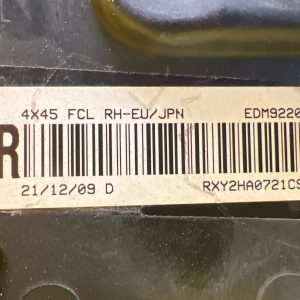 4X45 FCL RH-EU/JPN EDM9220
R
21/12/09 D RXY2HA0721CS